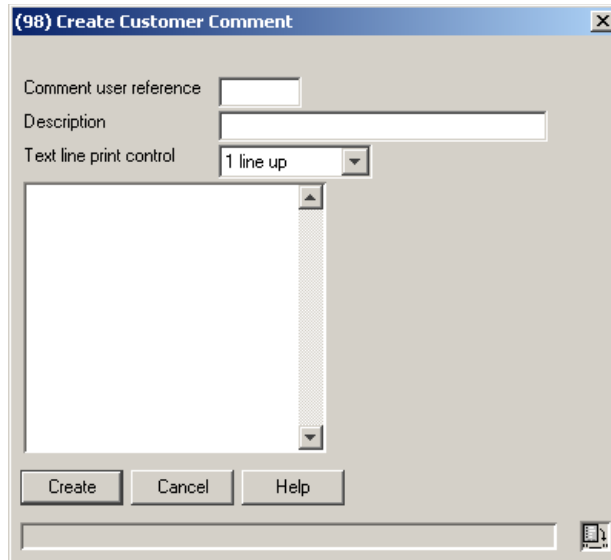 (98) Create Customer Comment
Comment user reference
Description
Text line print control 1 line up
Create Cancel Help